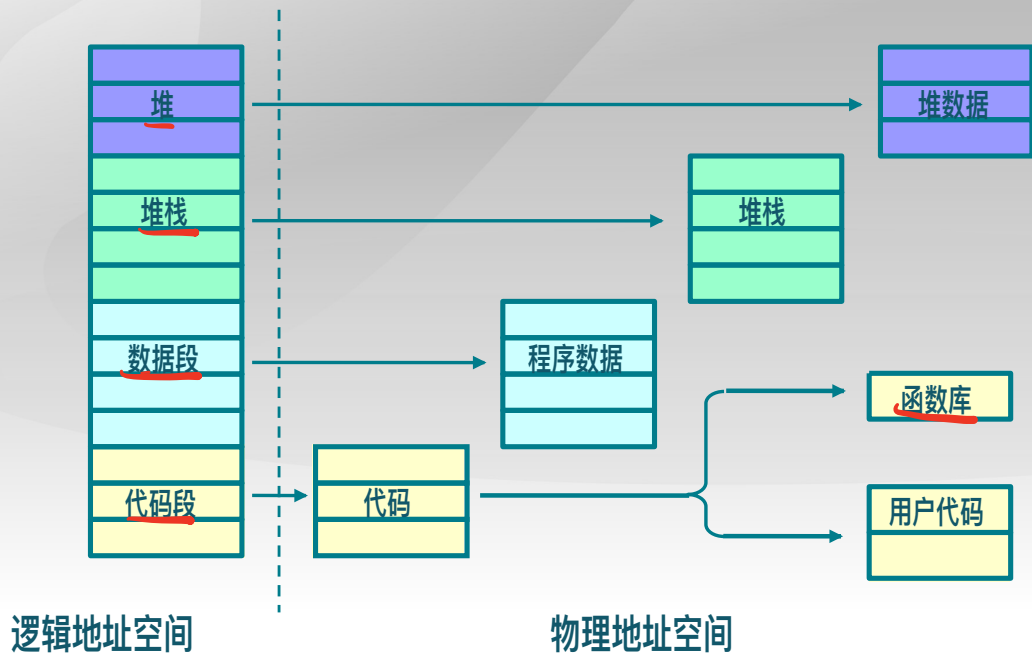 堆
堆数据
堆栈
堆栈
数据段
程序数据
函数库
代码段
代码
用户代码
逻辑地址空间
物理地址空间